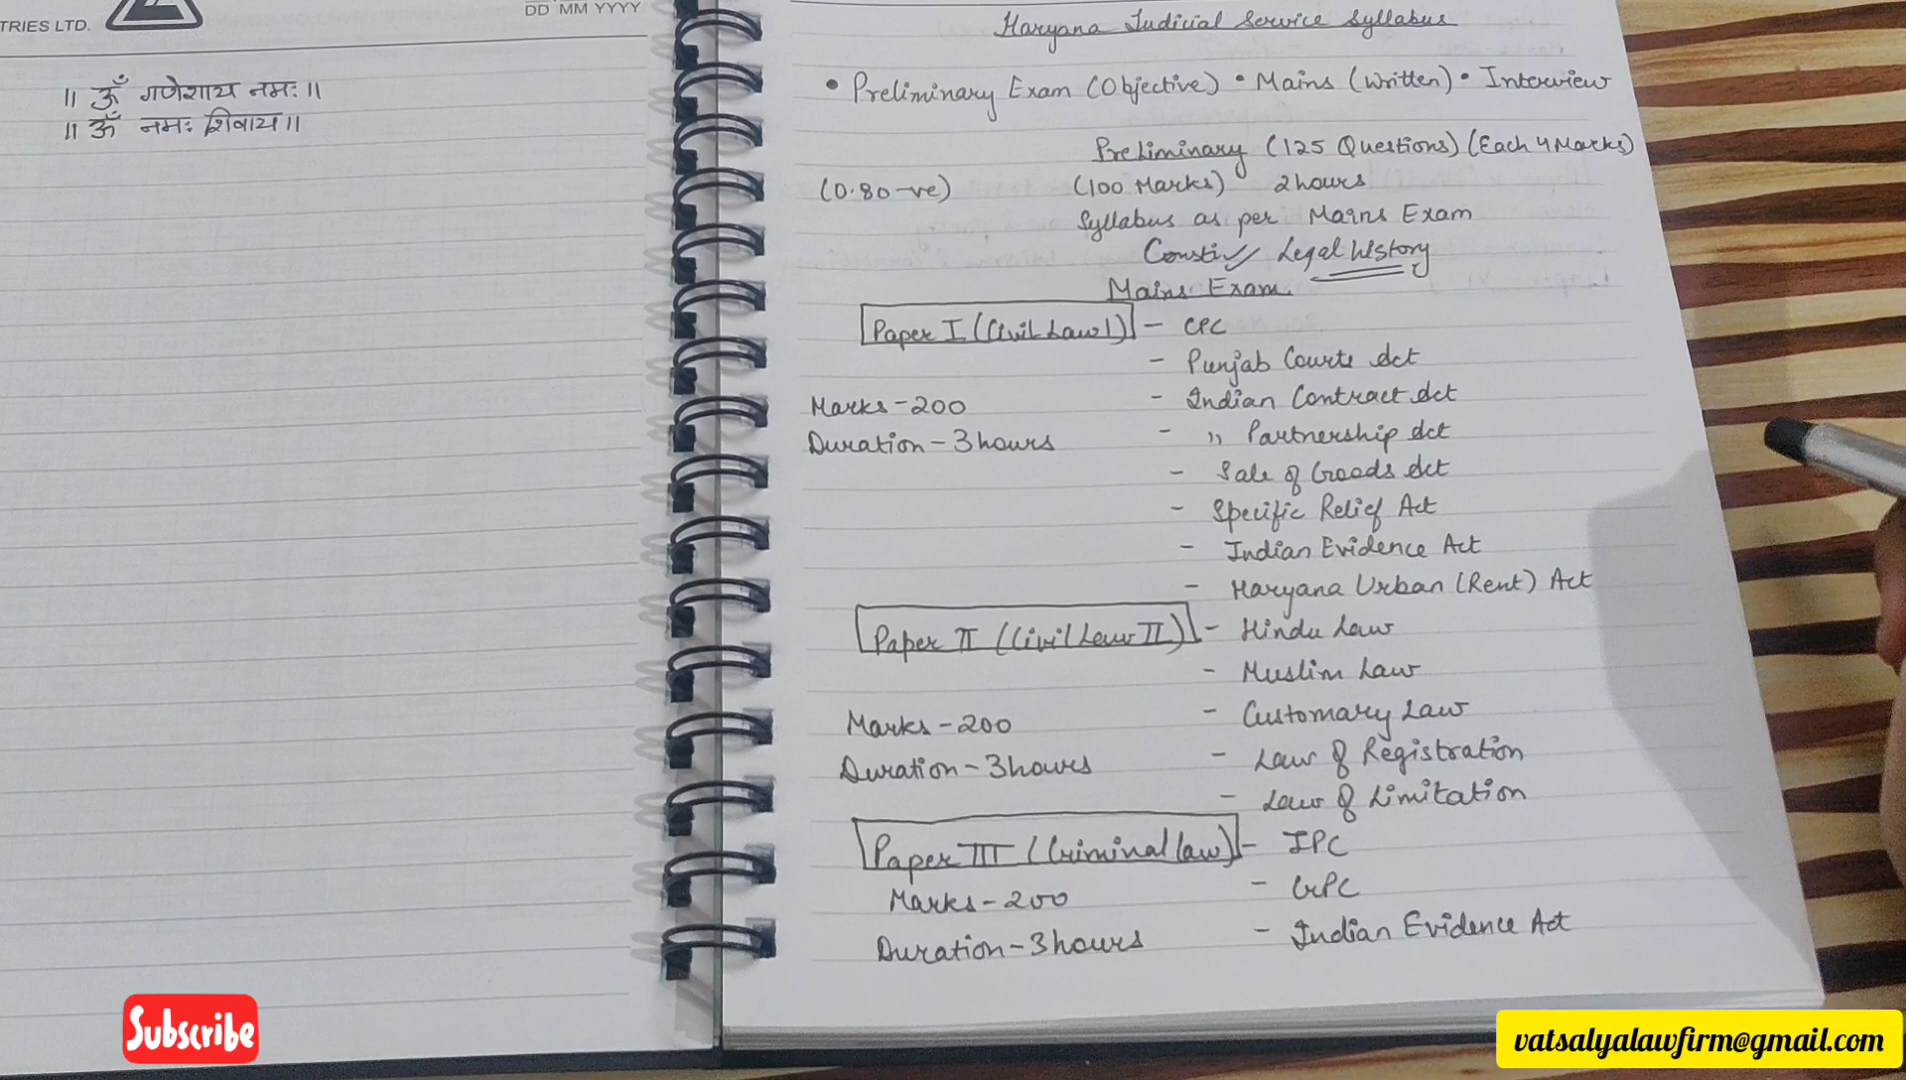 TRIES LTD.
DD MM YYYY
॥ ॐ गणेशाय नमः ॥
॥ ॐ नमः शिवाय ॥
Haryana Judicial Service Syllabus
• Preliminary Exam (Objective) • Mains (Written) • Interview
Preliminary (125 Questions) (Each 4 Marks)
(0.80-ve) (100 Marks) 2 hours
Syllabus as per Mains Exam
Consti Legal history
Mains Exam
Paper I (Civil Law I) - CPC
- Punjab Courts Act
Marks - 200 - Indian Contract Act
Duration - 3 hours - ,, Partnership Act
- Sale of Goods Act
- Specific Relief Act
- Indian Evidence Act
- Haryana Urban (Rent) Act
Paper II (Civil Law II) - Hindu Law
- Muslim Law
Marks - 200 - Customary Law
Duration - 3 hours - Law of Registration
- Law of Limitation
Paper III (Criminal Law) - IPC
Marks - 200 - CrPC
Duration - 3 hours - Indian Evidence Act
Subscribe
vatsalyalawfirm@gmail.com